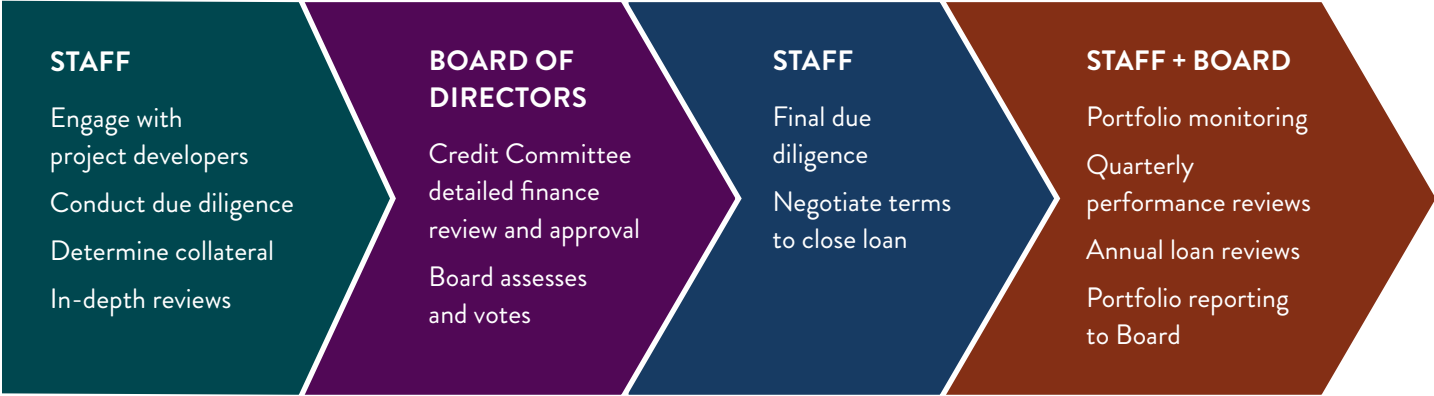 STAFF
Engage with
project developers
Conduct due diligence
Determine collateral
In-depth reviews
BOARD OF
DIRECTORS
Credit Committee
detailed finance
review and approval
Board assesses
and votes
STAFF
Final due
diligence
Negotiate terms
to close loan
STAFF + BOARD
Portfolio monitoring
Quarterly
performance reviews
Annual loan reviews
Portfolio reporting
to Board